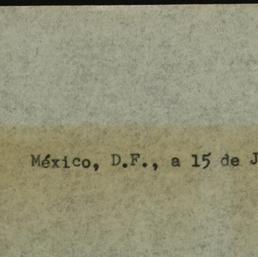 México, D.F., a 15 de J